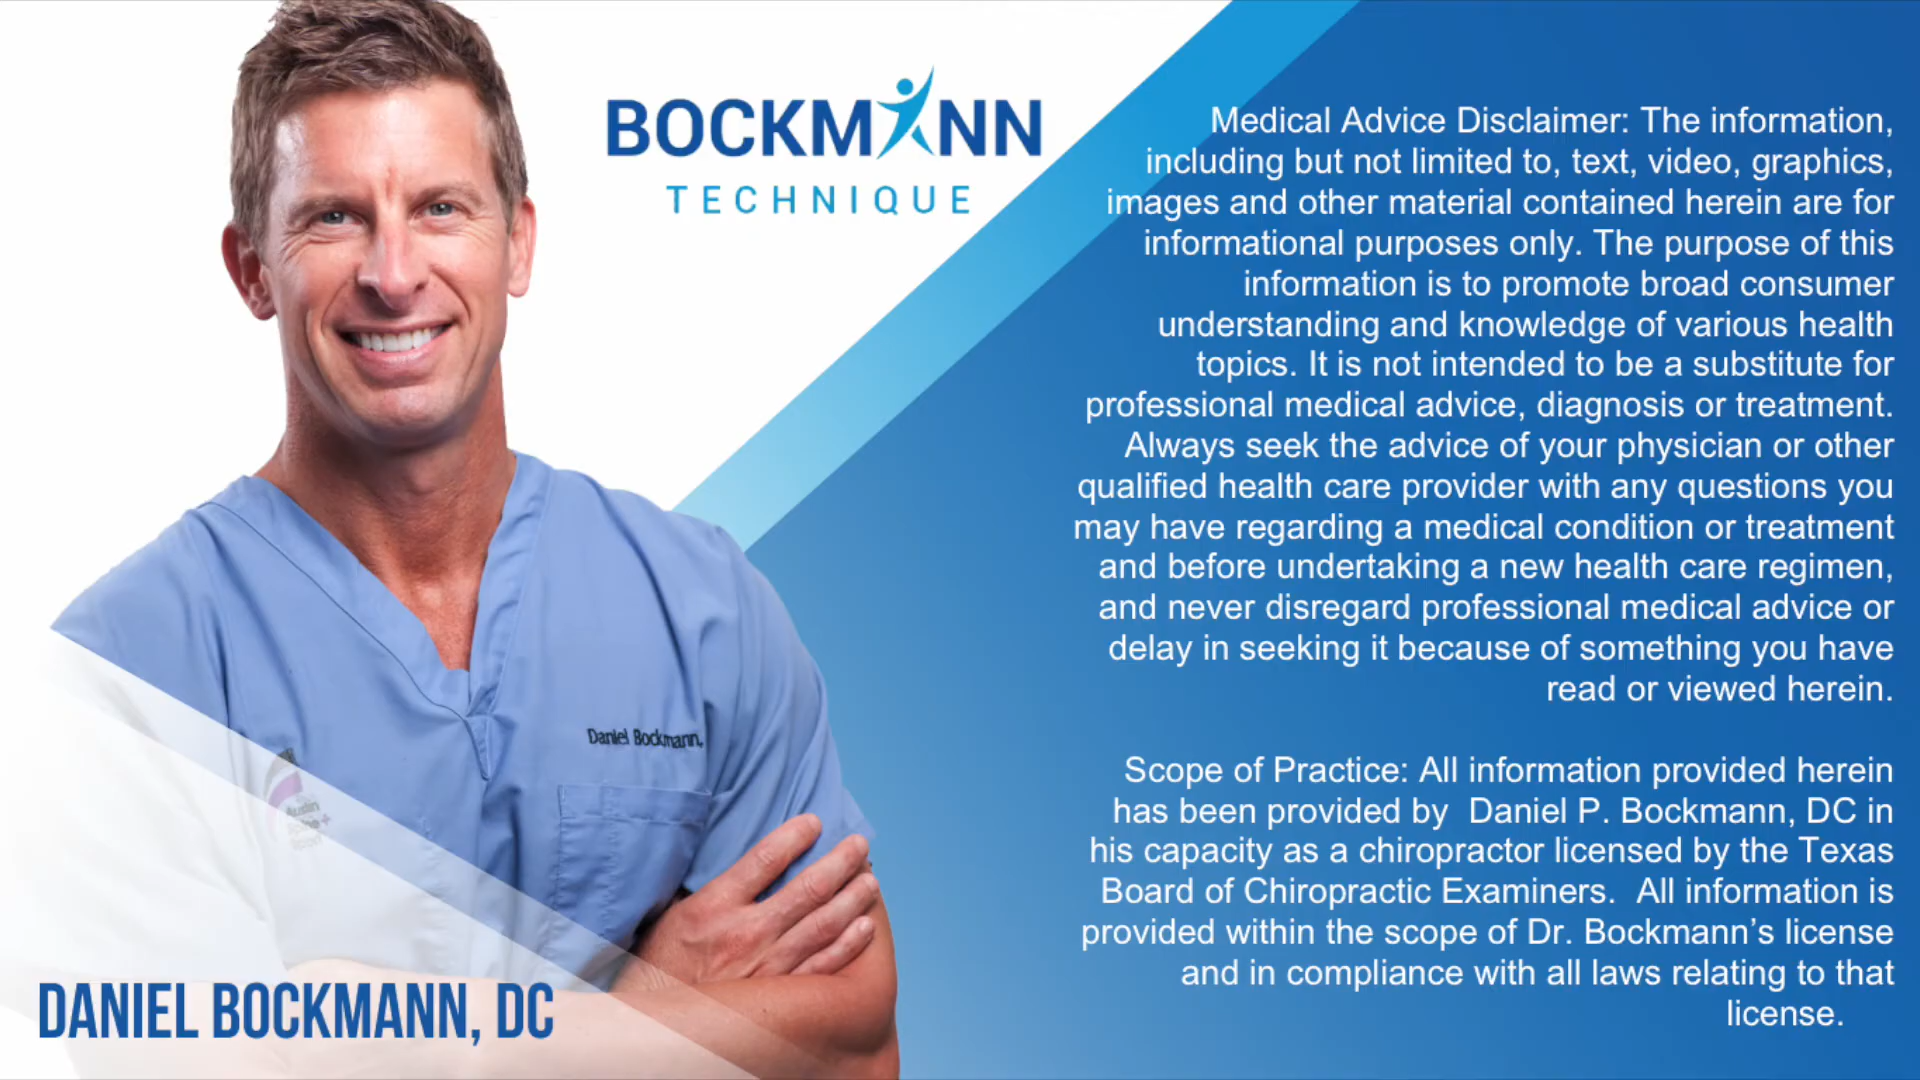 BOCKMANN
TECHNIQUE
Medical Advice Disclaimer: The information,
including but not limited to, text, video, graphics,
images and other material contained herein are for
informational purposes only. The purpose of this
information is to promote broad consumer
understanding and knowledge of various health
topics. It is not intended to be a substitute for
professional medical advice, diagnosis or treatment.
Always seek the advice of your physician or other
qualified health care provider with any questions you
may have regarding a medical condition or treatment
and before undertaking a new health care regimen,
and never disregard professional medical advice or
delay in seeking it because of something you have
read or viewed herein.
Scope of Practice: All information provided herein
has been provided by Daniel P. Bockmann, DC in
his capacity as a chiropractor licensed by the Texas
Board of Chiropractic Examiners. All information is
provided within the scope of Dr. Bockmann’s license
and in compliance with all laws relating to that
license.
Daniel Bockmann,
Austin
Spine +
Sport
DANIEL BOCKMANN, DC